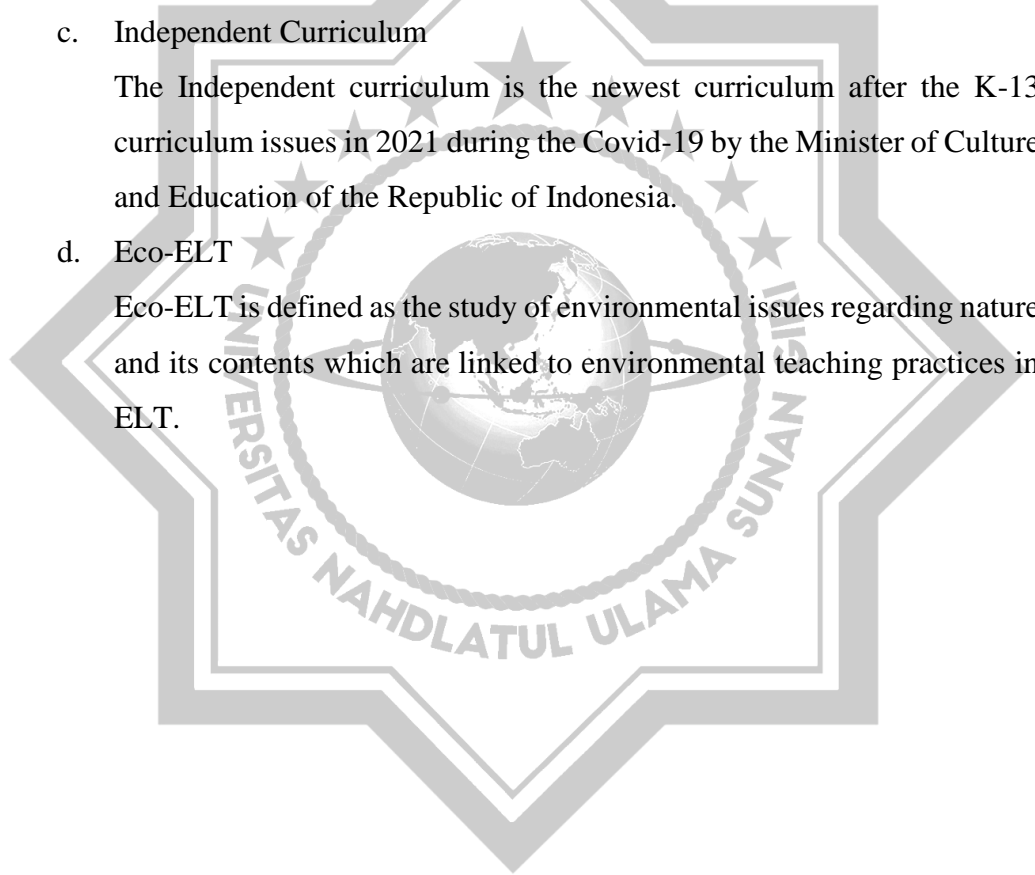 c. Independent Curriculum
The Independent curriculum is the newest curriculum after the K-13
curriculum issues in 2021 during the Covid-19 by the Minister of Culture
and Education of the Republic of Indonesia.
d. Eco-ELT
Eco-ELT is defined as the study of environmental issues regarding nature
and its contents which are linked to environmental teaching practices in
ELT.
UNIVERSITAS NAHDLATUL ULAMA SUNAN GIRI